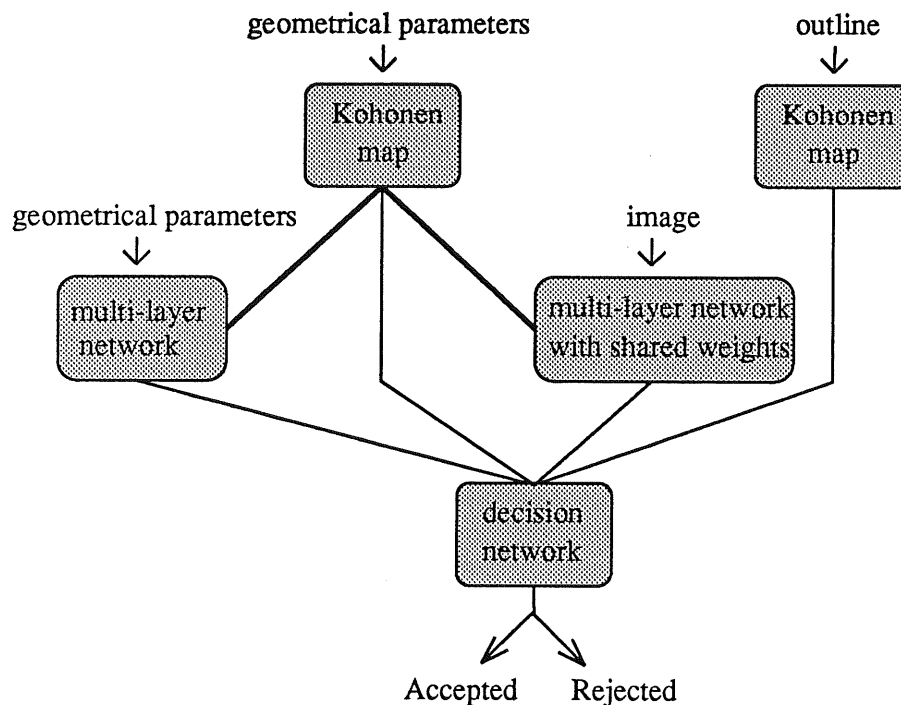 geometrical parameters
outline
Kohonen
map
Kohonen
map
geometrical parameters
image
multi-layer
network
multi-layer network
with shared weights
decision
network
Accepted
Rejected